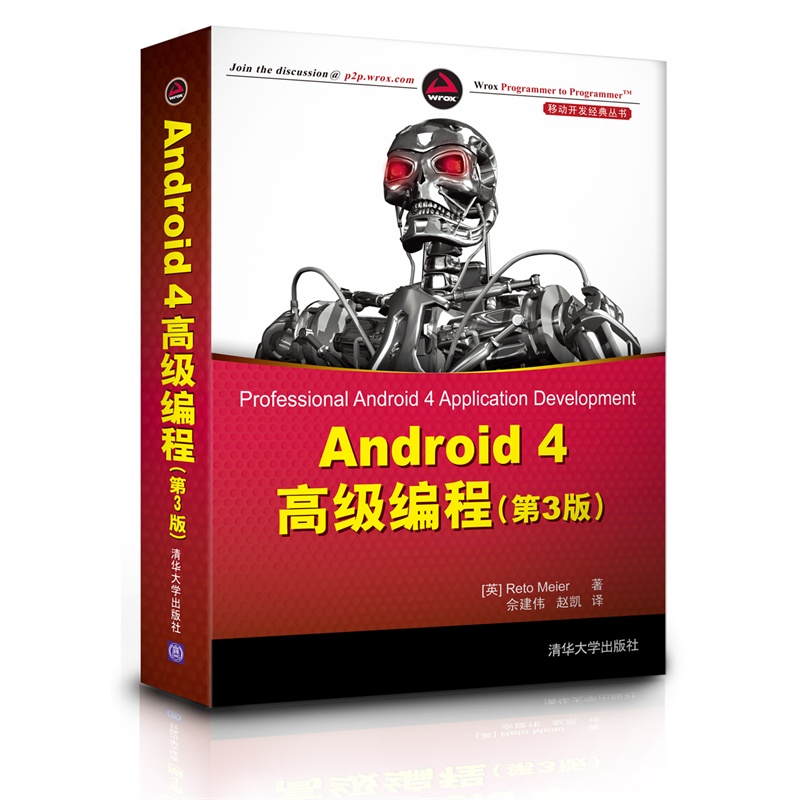 Join the discussion @ p2p.wrox.com
wrox
Wrox Programmer to Programmer™
移动开发经典丛书
Professional Android 4 Application Development
Android 4
高级编程(第3版)
[英] Reto Meier 著
佘建伟 赵凯 译
清华大学出版社
wrox
Android 4 高级编程(第3版)
清华大学出版社